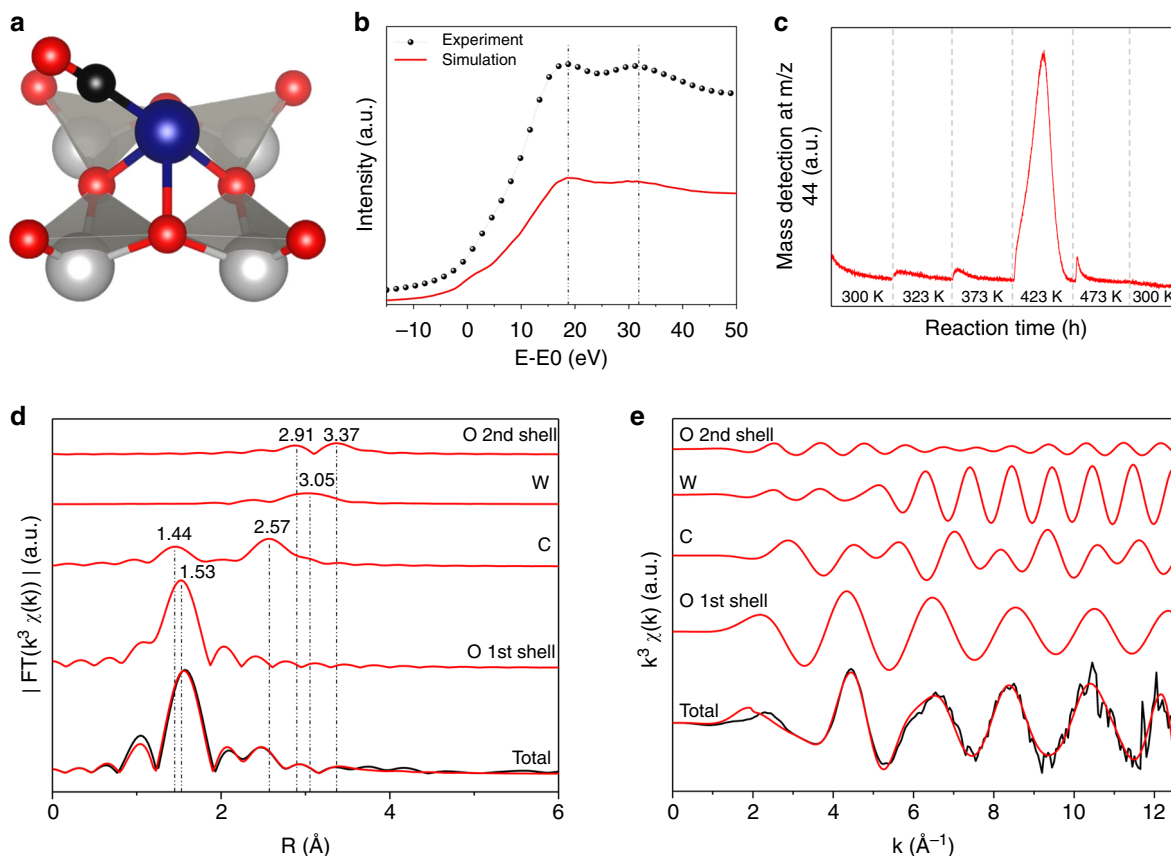 a
b
Experiment
Simulation
Intensity (a.u.)
−10 0 10 20 30 40 50
E-E0 (eV)
c
Mass detection at m/z
44 (a.u.)
300 K 323 K 373 K 423 K 473 K 300 K
Reaction time (h)
d
2.91 3.37
O 2nd shell
3.05
W
1.44 2.57
C
1.53
O 1st shell
Total
| FT(k³ χ(k)) | (a.u.)
0 2 4 6
R (Å)
e
O 2nd shell
W
C
O 1st shell
Total
k³ χ(k) (a.u.)
0 2 4 6 8 10 12
k (Å⁻¹)